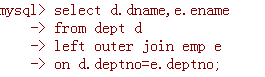 mysql> select d.dname,e.ename
-> from dept d
-> left outer join emp e
-> on d.deptno=e.deptno;